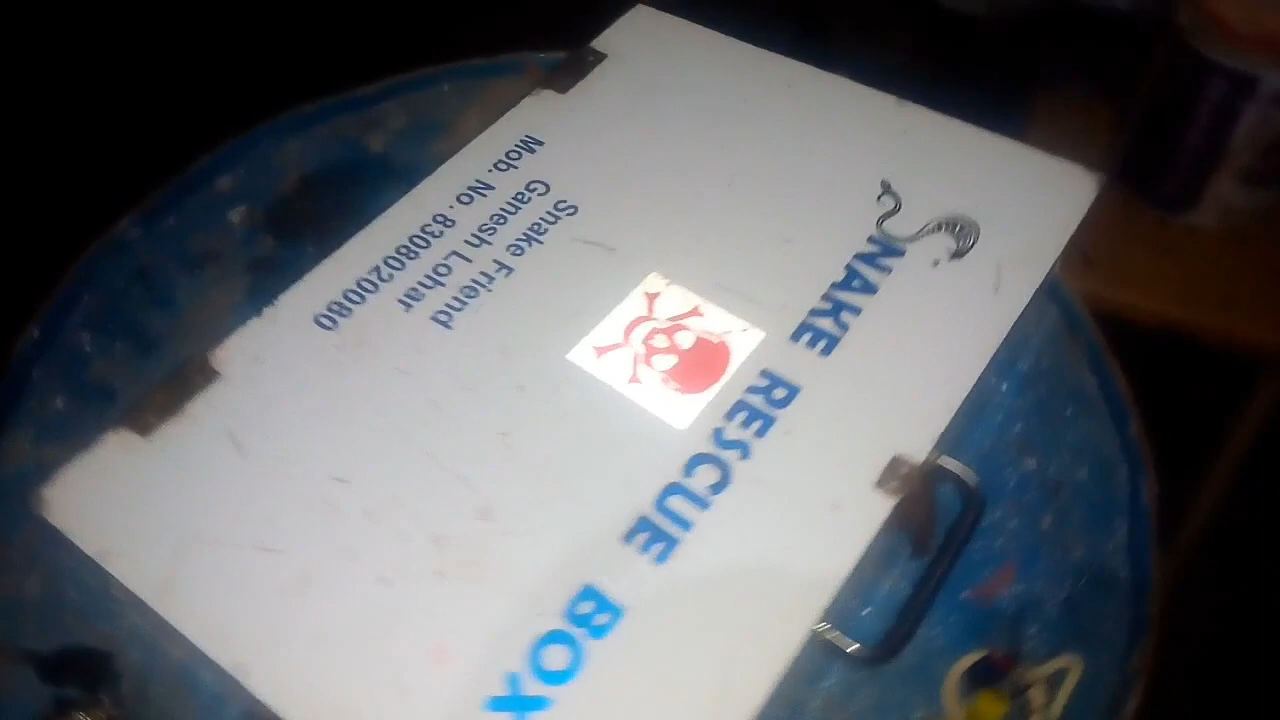 SNAKE RESCUE BOX
Snake Friend
Ganesh Lohar
Mob. No. 8308020080